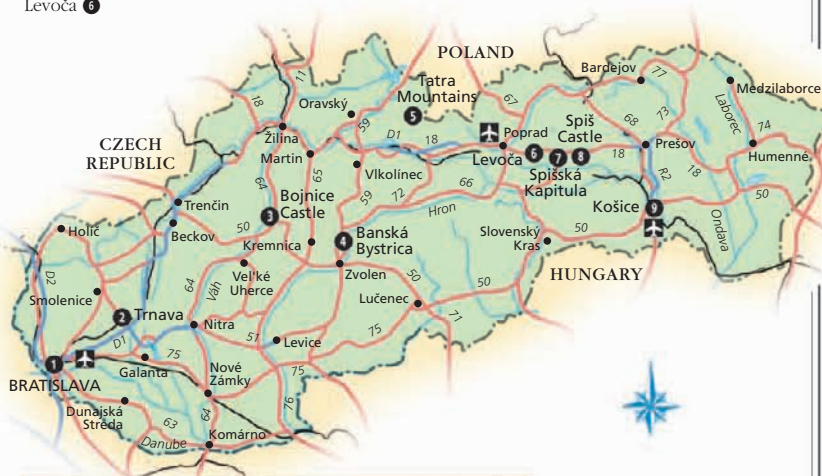 Levoča 6
POLAND
CZECH
REPUBLIC
HUNGARY
Tatra
Mountains
5
Bardejov
Medzilaborce
Oravský
Žilina
Martin
Vlkolínec
Poprad
Levoča
6
7
8
Spiš
Castle
Spišská
Kapitula
Prešov
Humenné
Laborec
Ondava
Košice
9
Slovenský
Kras
Trenčín
Beckov
Holíč
Smolenice
Bojnice
Castle
3
Kremnica
4
Banská
Bystrica
Zvolen
Hron
Vel'ké
Uherce
Váh
Lučenec
2
Trnava
Nitra
Levice
1
BRATISLAVA
Galanta
Nové
Zámky
Dunajská
Streda
Komárno
Danube
11
18
59
D1
18
67
77
73
68
74
18
R2
18
50
64
65
59
72
66
50
50
50
50
71
D2
64
D1
75
51
75
75
76
63
64